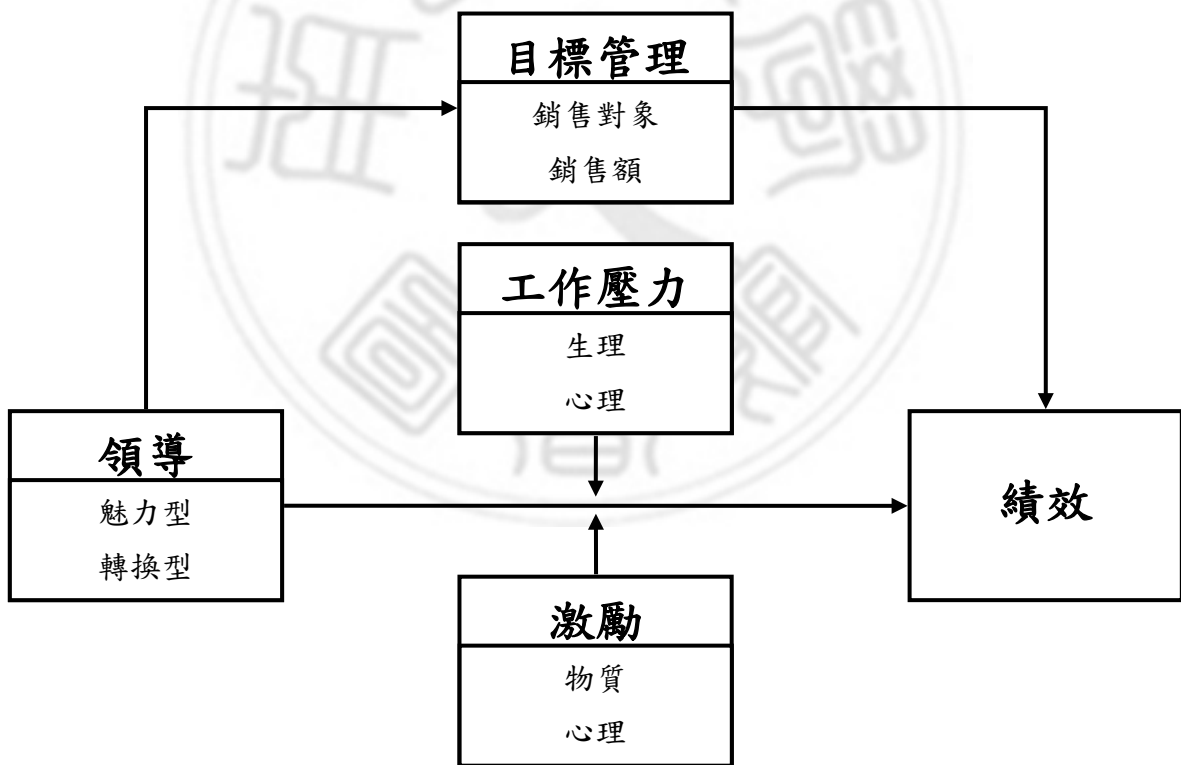 目標管理
銷售對象
銷售額
工作壓力
生理
心理
領導
魅力型
轉換型
績效
激勵
物質
心理